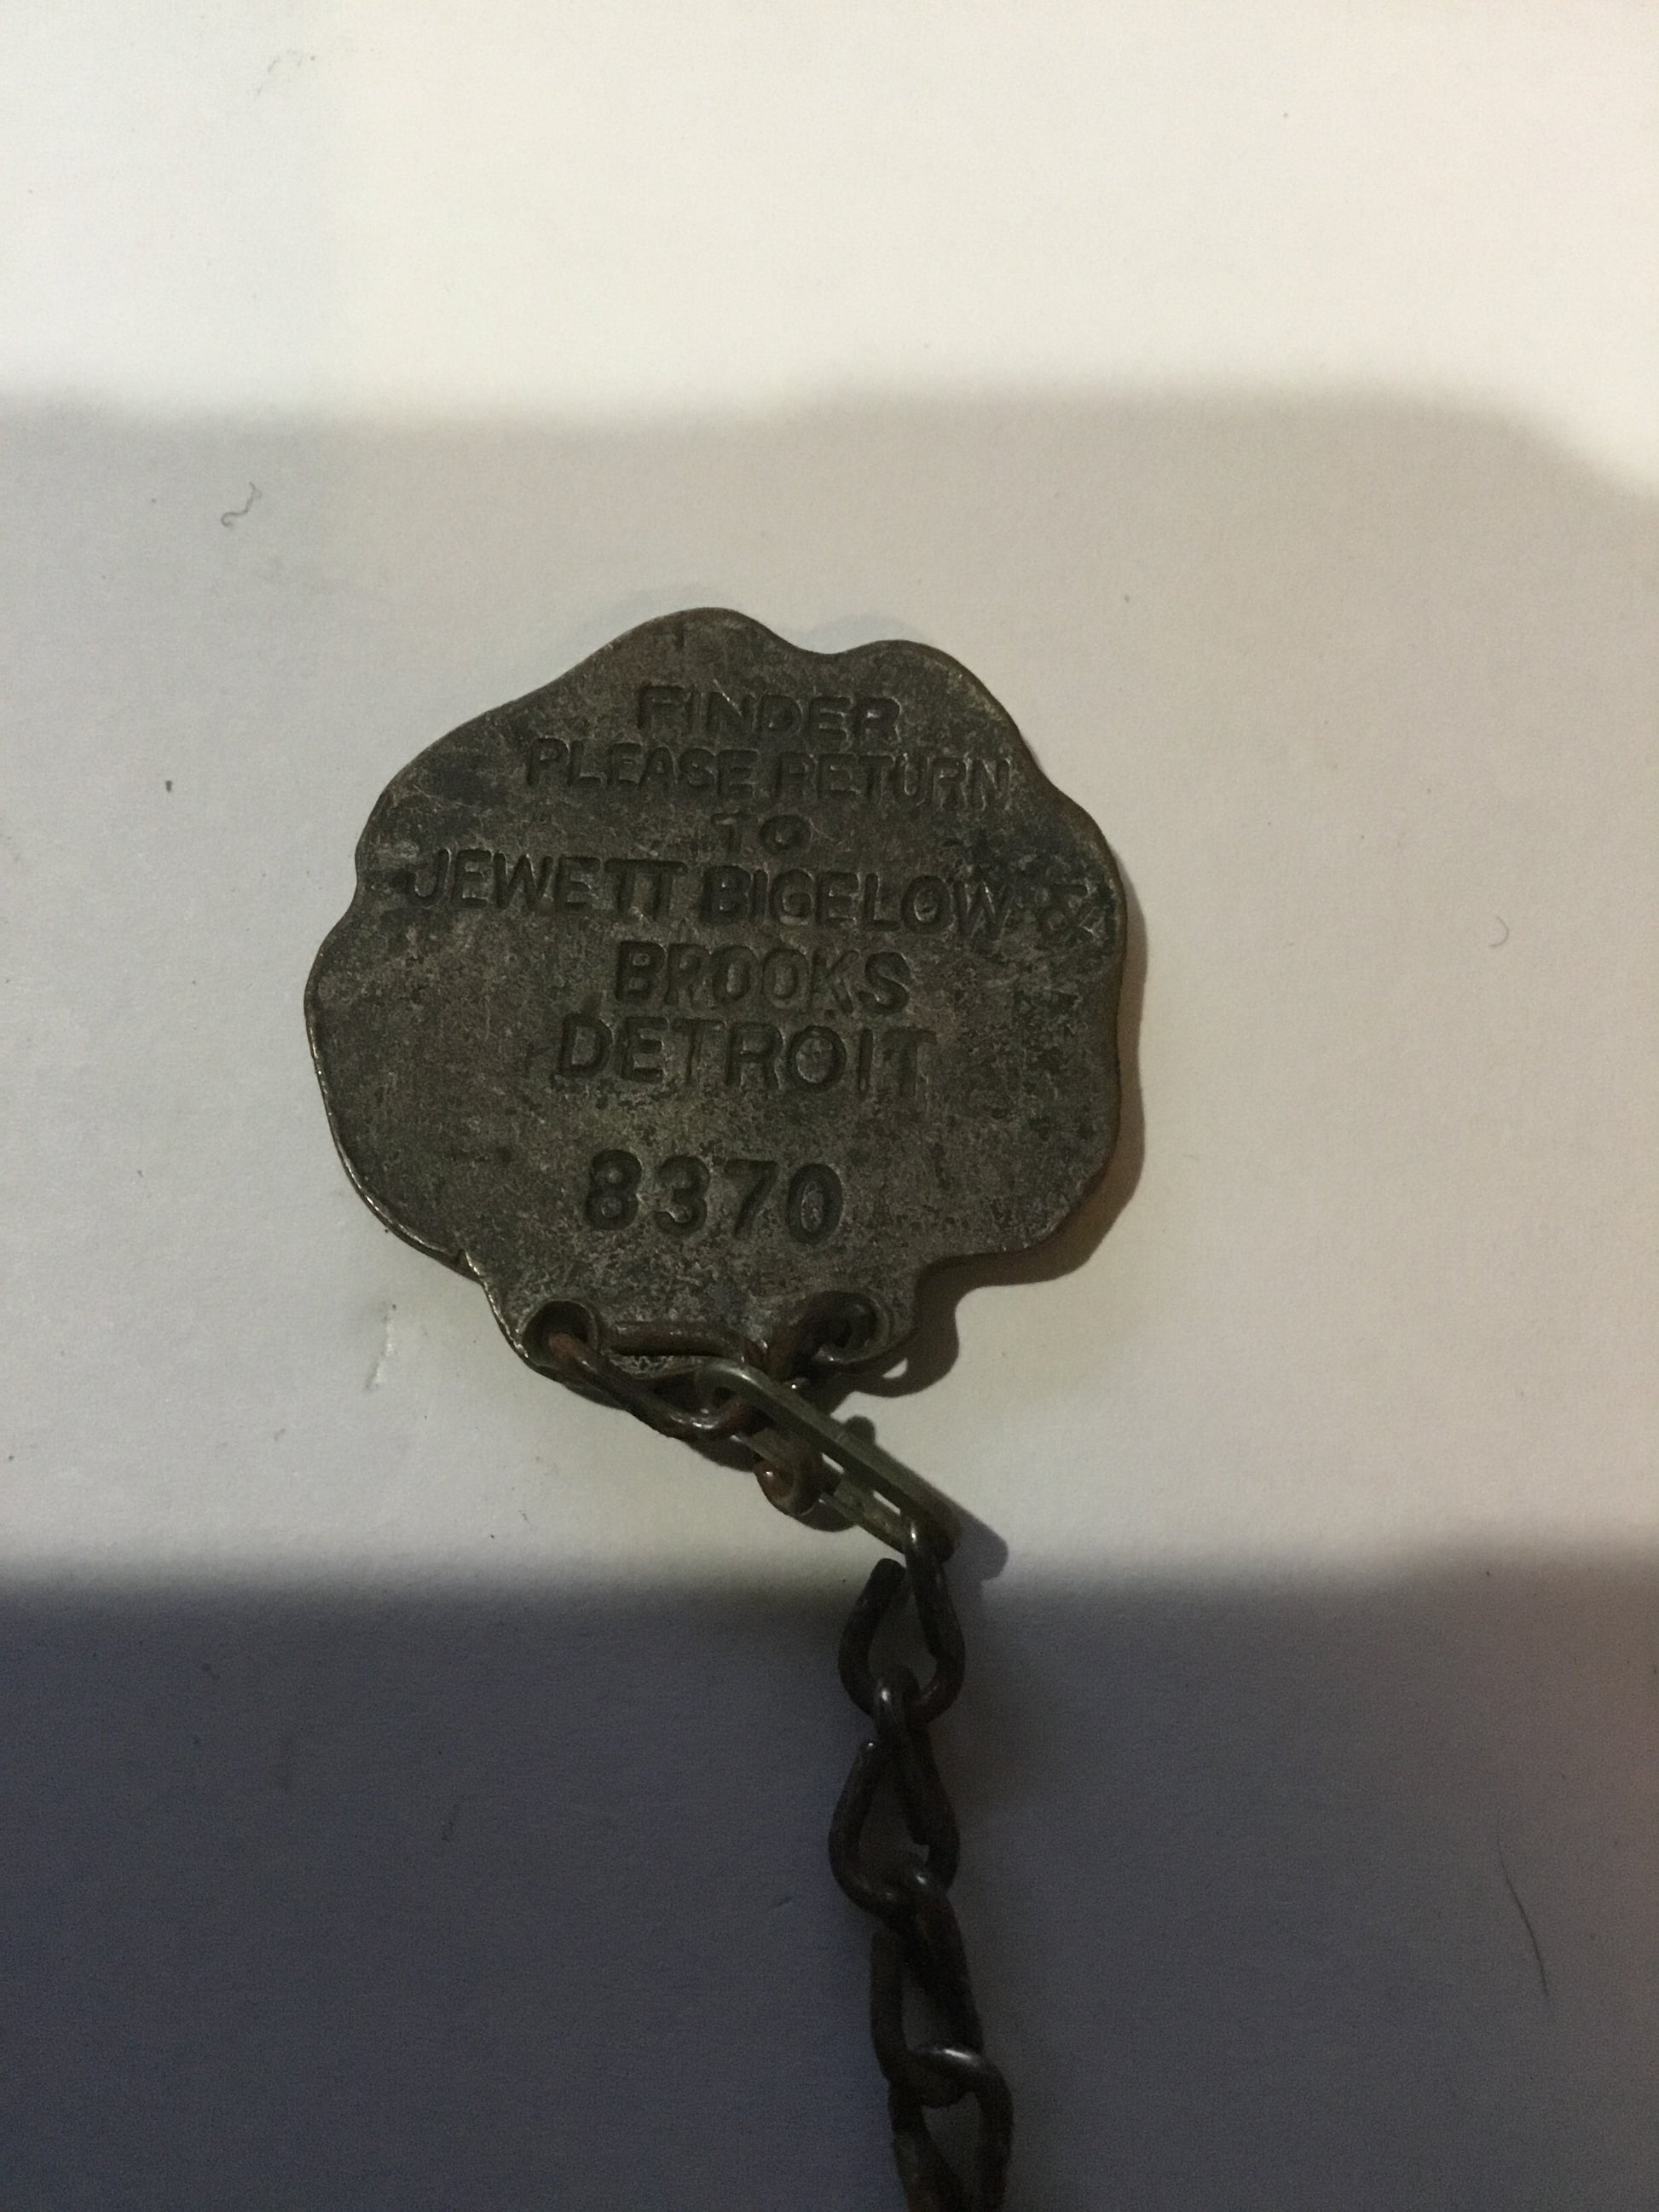 FINDER
PLEASE RETURN
TO
JEWETT BIGELOW &
BROOKS
DETROIT
8370